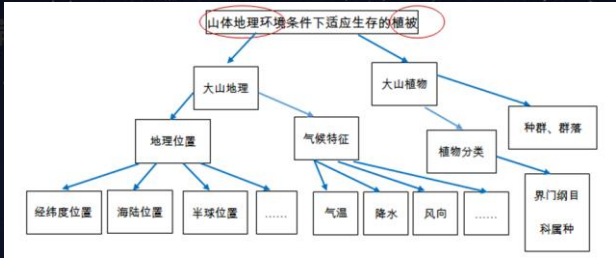 山体地理环境条件下适应生存的植被
大山地理
大山植物
地理位置
气候特征
植物分类
种群、群落
经纬度位置
海陆位置
半球位置
……
气温
降水
风向
……
界门纲目
科属种